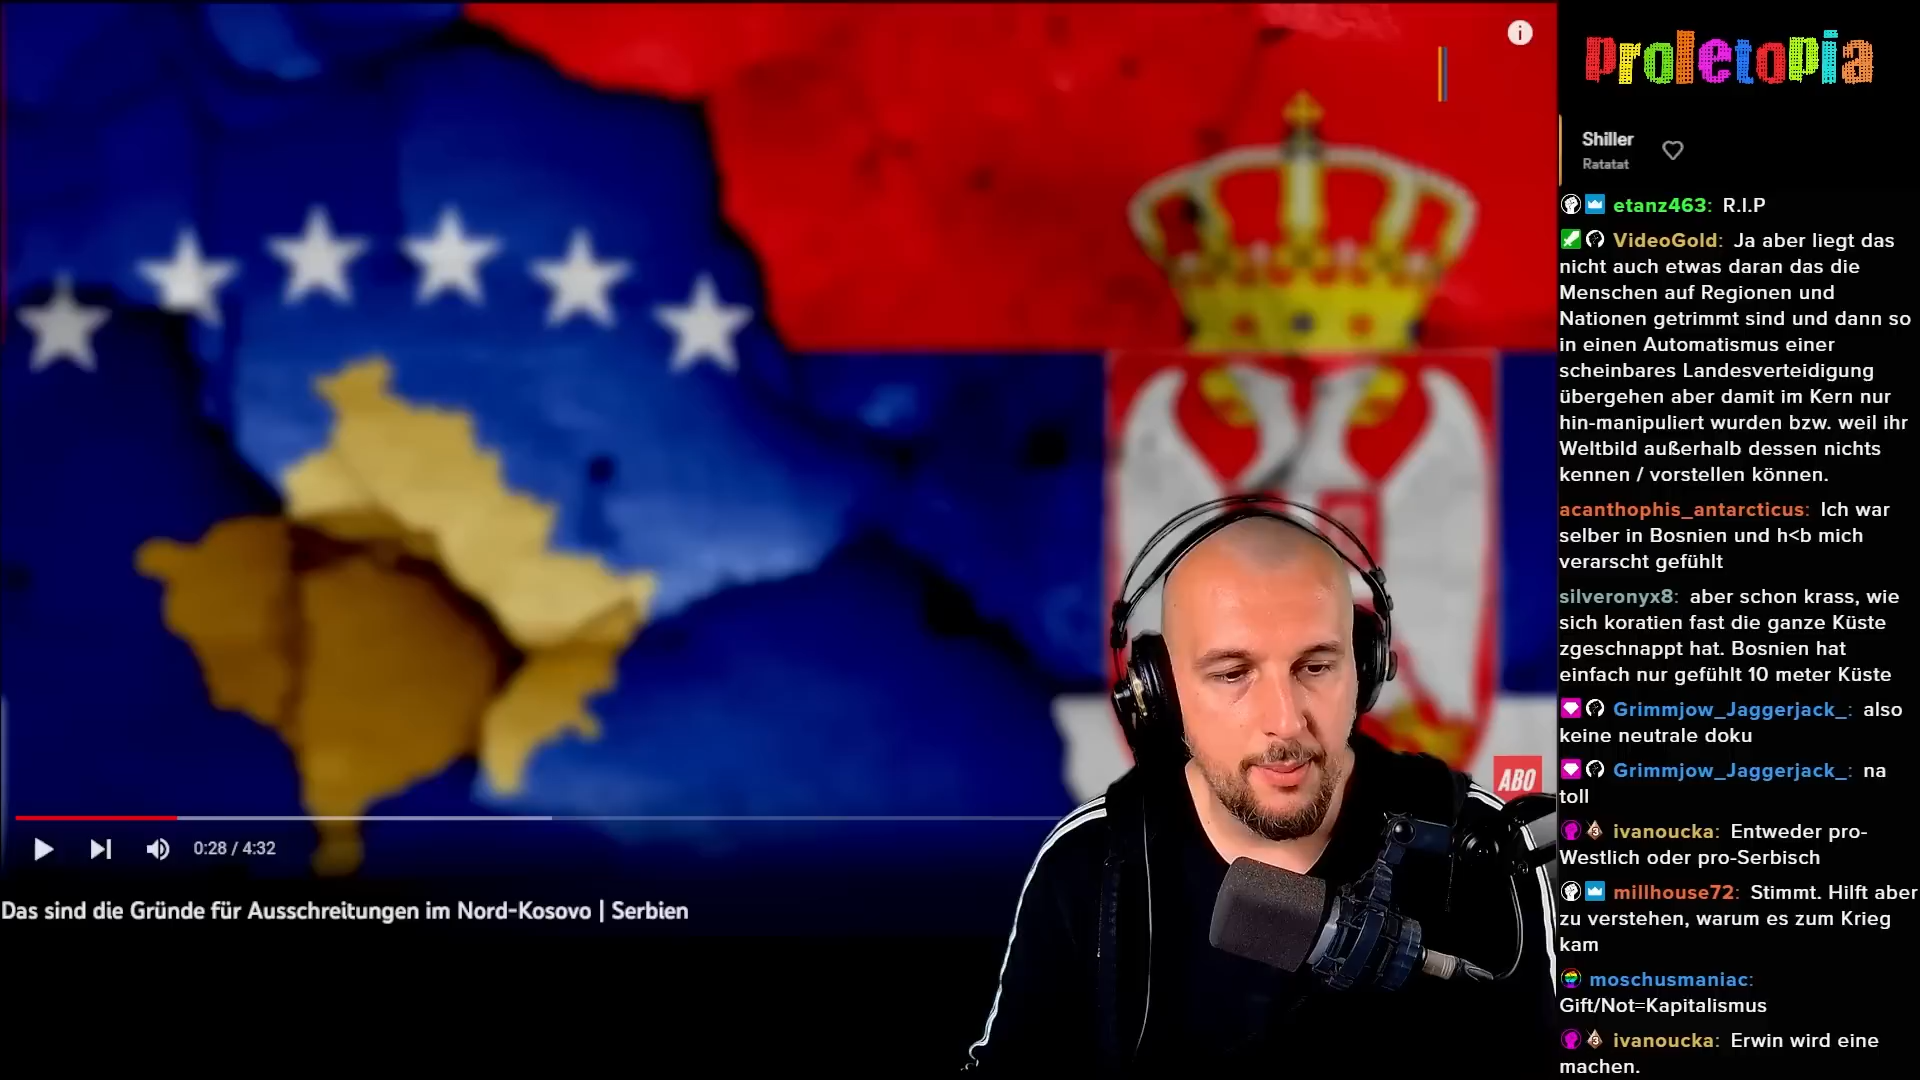 Proletopia
Shiller
Ratatat
etanz463: R.I.P
VideoGold: Ja aber liegt das
nicht auch etwas daran das die
Menschen auf Regionen und
Nationen getrimmt sind und dann so
in einen Automatismus einer
scheinbares Landesverteidigung
übergehen aber damit im Kern nur
hin-manipuliert wurden bzw. weil ihr
Weltbild außerhalb dessen nichts
kennen / vorstellen können.
acanthophis_antarcticus: Ich war
selber in Bosnien und h<b mich
verarscht gefühlt
silveronyx8: aber schon krass, wie
sich koratien fast die ganze Küste
zgeschnappt hat. Bosnien hat
einfach nur gefühlt 10 meter Küste
Grimmjow_Jaggerjack_: also
keine neutrale doku
Grimmjow_Jaggerjack_: na
toll
ivanoucka: Entweder pro-
Westlich oder pro-Serbisch
millhouse72: Stimmt. Hilft aber
zu verstehen, warum es zum Krieg
kam
moschusmaniac:
Gift/Not=Kapitalismus
ivanoucka: Erwin wird eine
machen.
ABO
0:28 / 4:32
Das sind die Gründe für Ausschreitungen im Nord-Kosovo | Serbien